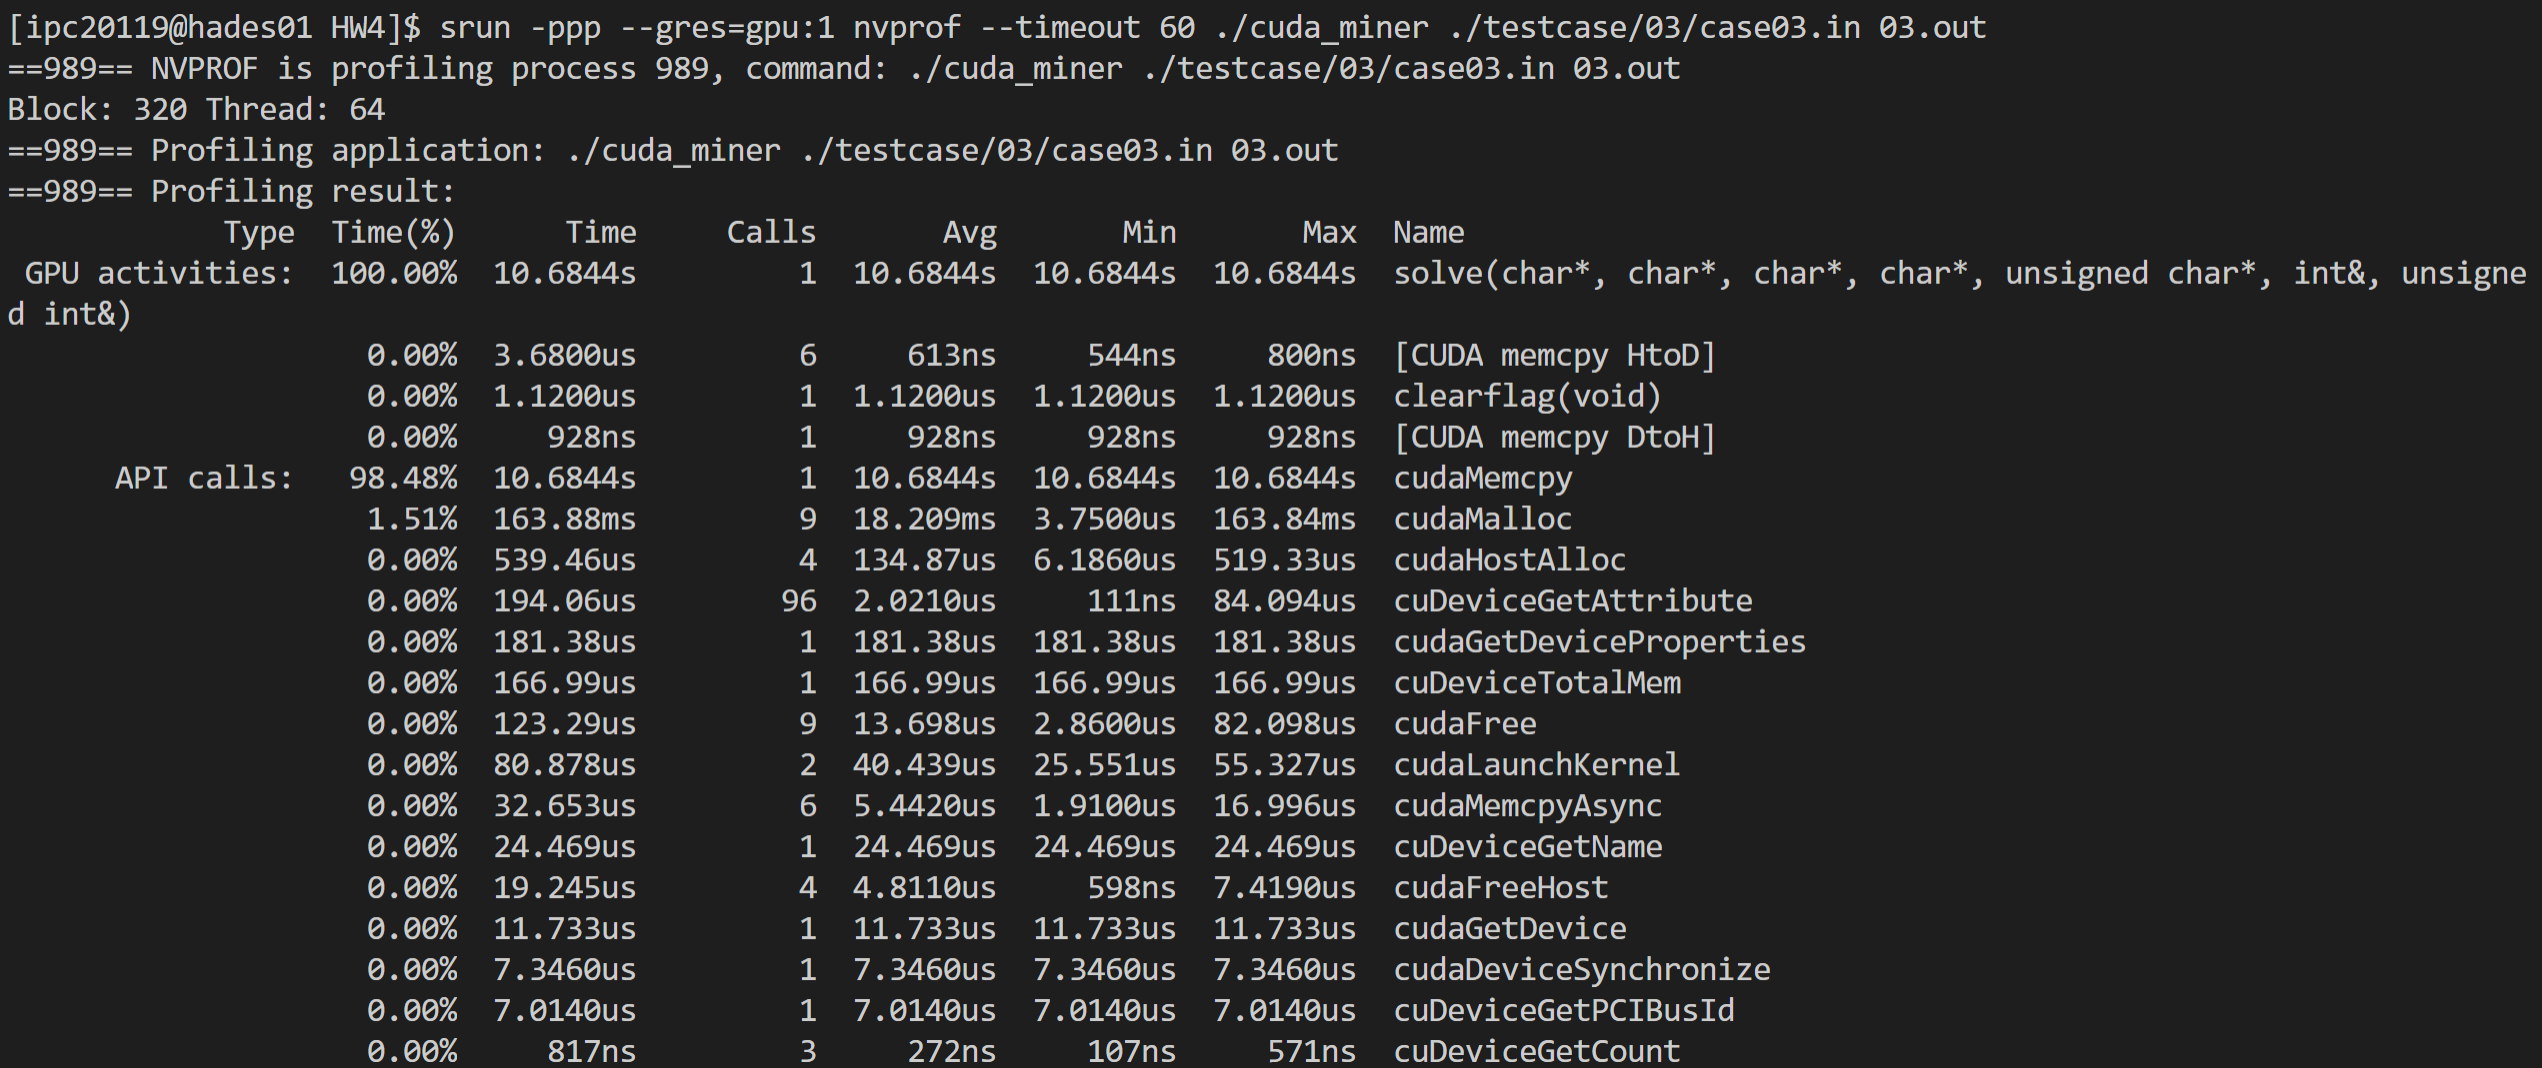 [ipc20119@hades01 HW4]$ srun -ppp --gres=gpu:1 nvprof --timeout 60 ./cuda_miner ./testcase/03/case03.in 03.out
==989== NVPROF is profiling process 989, command: ./cuda_miner ./testcase/03/case03.in 03.out
Block: 320 Thread: 64
==989== Profiling application: ./cuda_miner ./testcase/03/case03.in 03.out
==989== Profiling result:
            Type  Time(%)      Time     Calls       Avg       Min       Max  Name
 GPU activities:  100.00%  10.6844s         1  10.6844s  10.6844s  10.6844s  solve(char*, char*, char*, char*, unsigned char*, int&, unsigne
d int&)
                    0.00%  3.6800us         6     613ns     544ns     800ns  [CUDA memcpy HtoD]
                    0.00%  1.1200us         1  1.1200us  1.1200us  1.1200us  clearflag(void)
                    0.00%     928ns         1     928ns     928ns     928ns  [CUDA memcpy DtoH]
      API calls:   98.48%  10.6844s         1  10.6844s  10.6844s  10.6844s  cudaMemcpy
                    1.51%  163.88ms         9  18.209ms  3.7500us  163.84ms  cudaMalloc
                    0.00%  539.46us         4  134.87us  6.1860us  519.33us  cudaHostAlloc
                    0.00%  194.06us        96  2.0210us     111ns  84.094us  cuDeviceGetAttribute
                    0.00%  181.38us         1  181.38us  181.38us  181.38us  cudaGetDeviceProperties
                    0.00%  166.99us         1  166.99us  166.99us  166.99us  cuDeviceTotalMem
                    0.00%  123.29us         9  13.698us  2.8600us  82.098us  cudaFree
                    0.00%  80.878us         2  40.439us  25.551us  55.327us  cudaLaunchKernel
                    0.00%  32.653us         6  5.4420us  1.9100us  16.996us  cudaMemcpyAsync
                    0.00%  24.469us         1  24.469us  24.469us  24.469us  cuDeviceGetName
                    0.00%  19.245us         4  4.8110us     598ns  7.4190us  cudaFreeHost
                    0.00%  11.733us         1  11.733us  11.733us  11.733us  cudaGetDevice
                    0.00%  7.3460us         1  7.3460us  7.3460us  7.3460us  cudaDeviceSynchronize
                    0.00%  7.0140us         1  7.0140us  7.0140us  7.0140us  cuDeviceGetPCIBusId
                    0.00%     817ns         3     272ns     107ns     571ns  cuDeviceGetCount